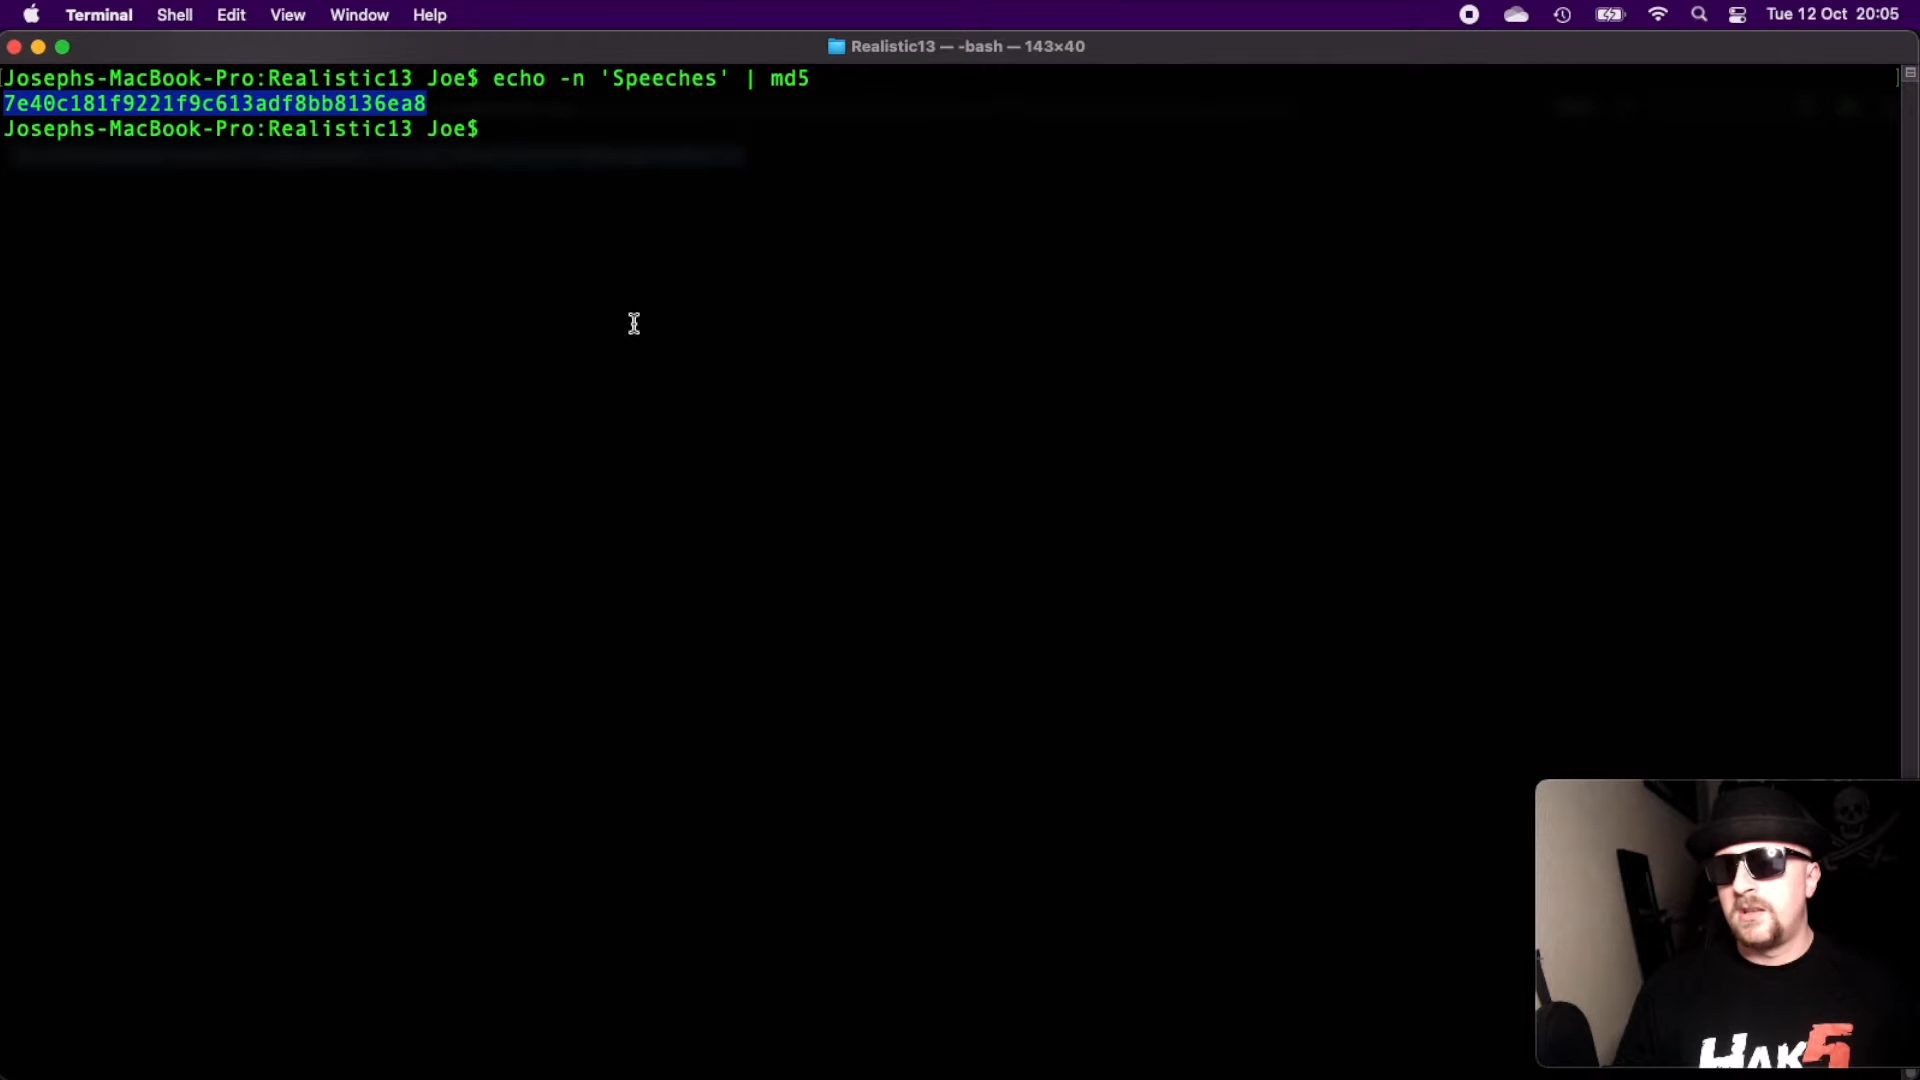 Terminal Shell Edit View Window Help Tue 12 Oct 20:05
Realistic13 — -bash — 143×40
Josephs-MacBook-Pro:Realistic13 Joe$ echo -n 'Speeches' | md5
7e40c181f9221f9c613adf8bb8136ea8
Josephs-MacBook-Pro:Realistic13 Joe$
HAK5